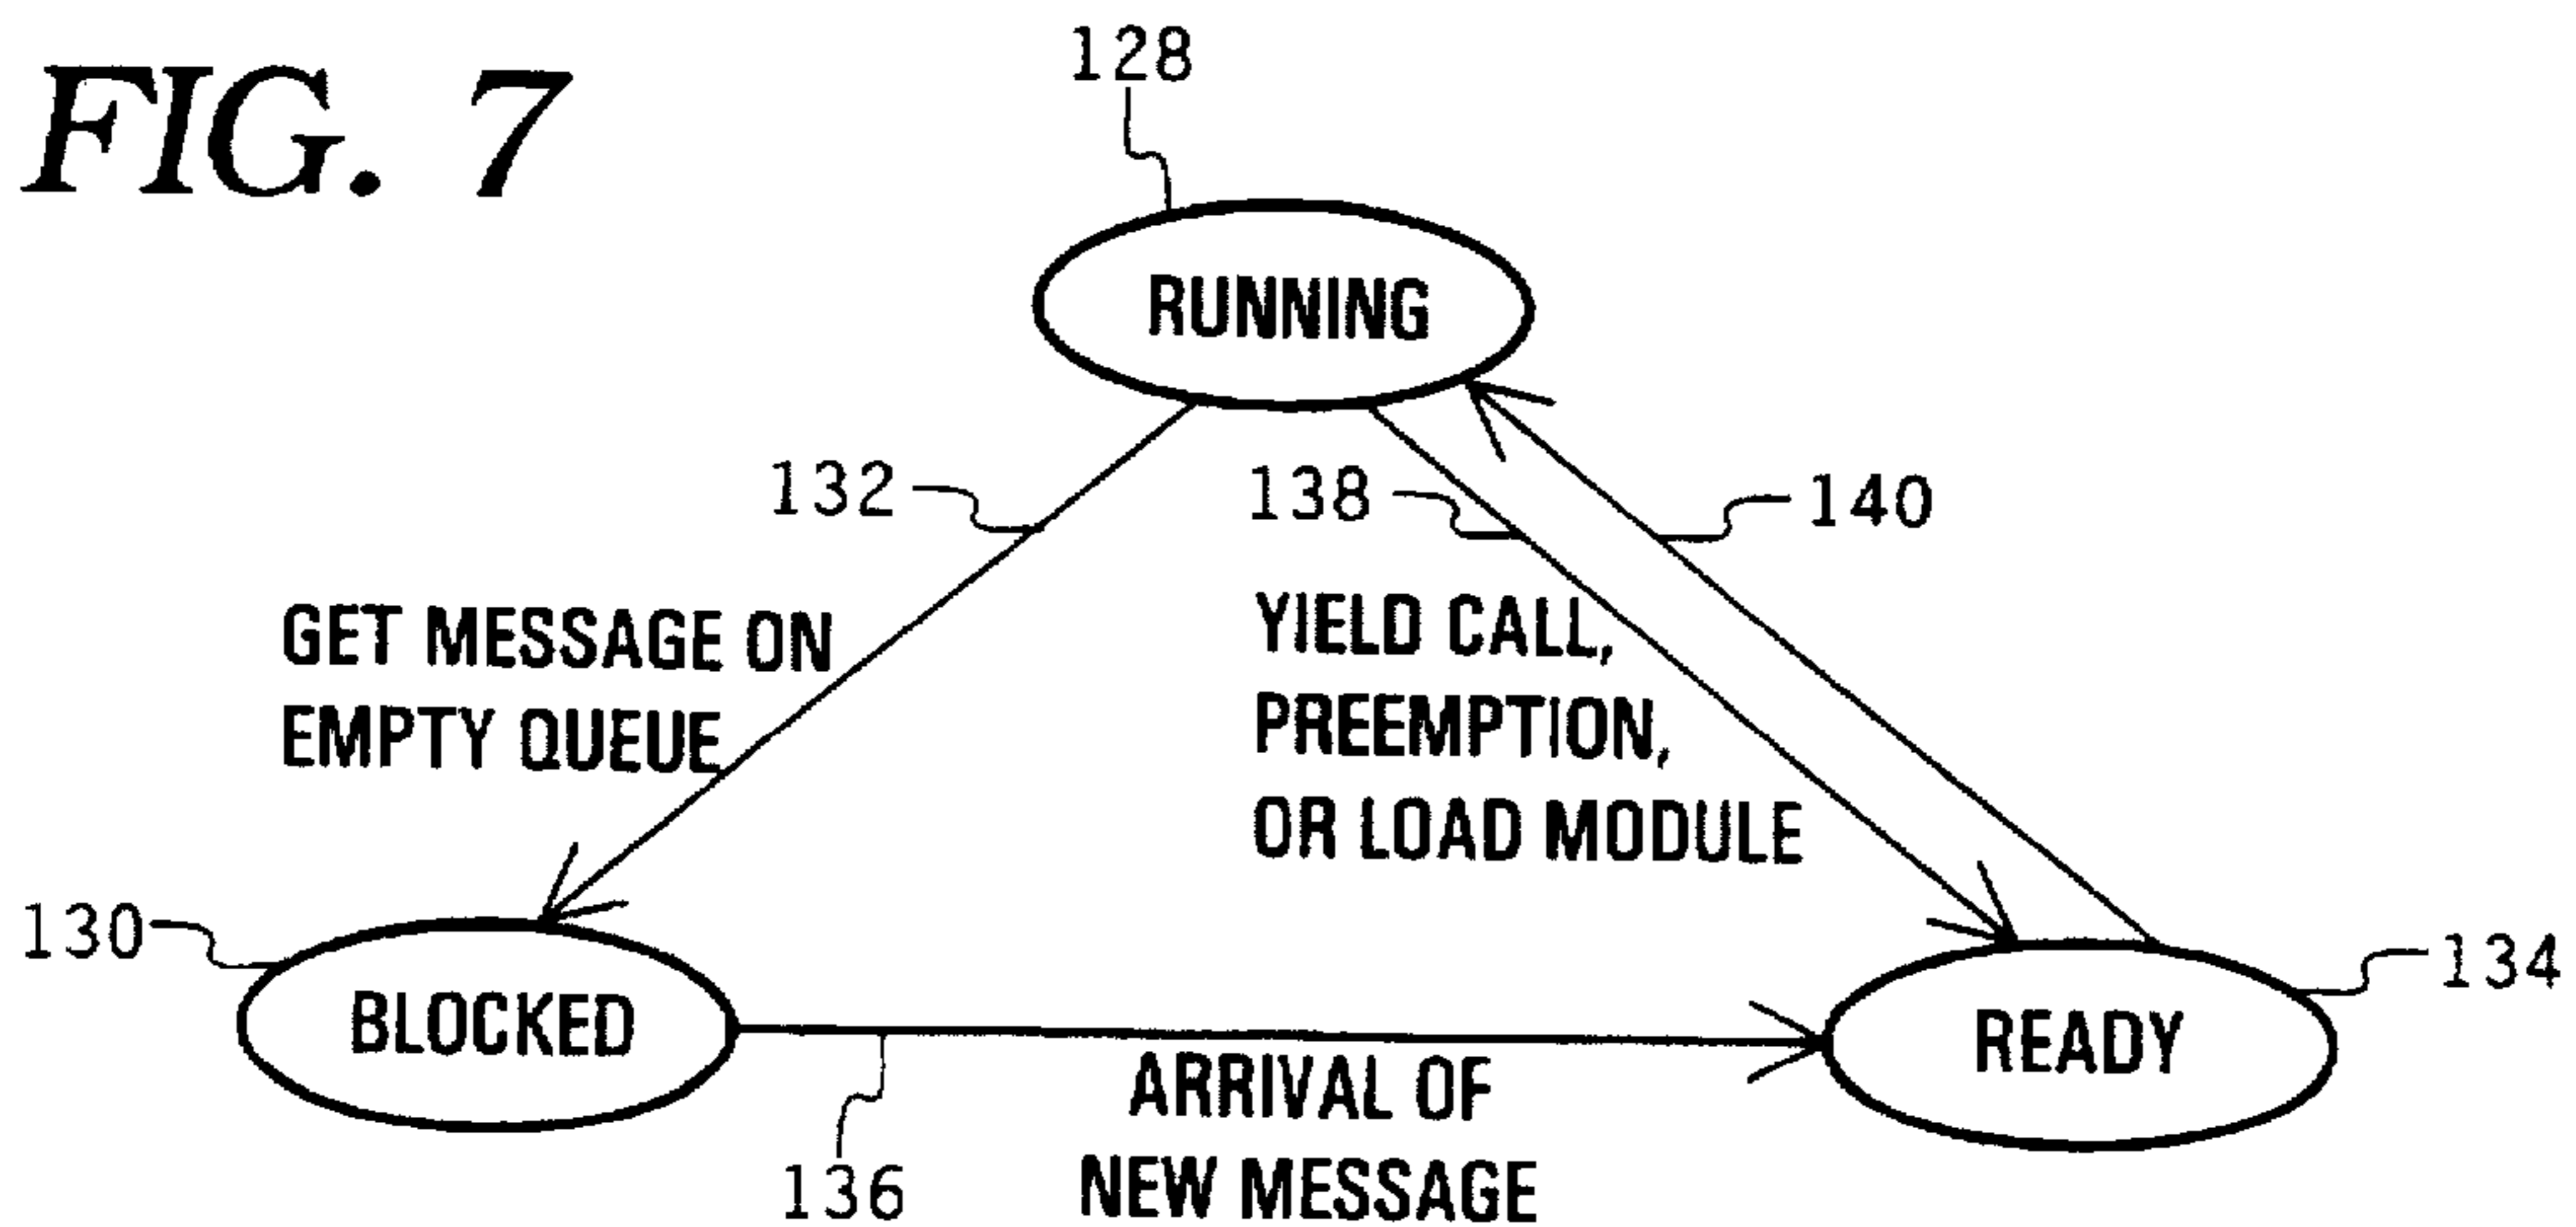 FIG. 7
128
RUNNING
132
138
140
GET MESSAGE ON
EMPTY QUEUE
YIELD CALL,
PREEMPTION,
OR LOAD MODULE
130
BLOCKED
134
READY
136
ARRIVAL OF
NEW MESSAGE